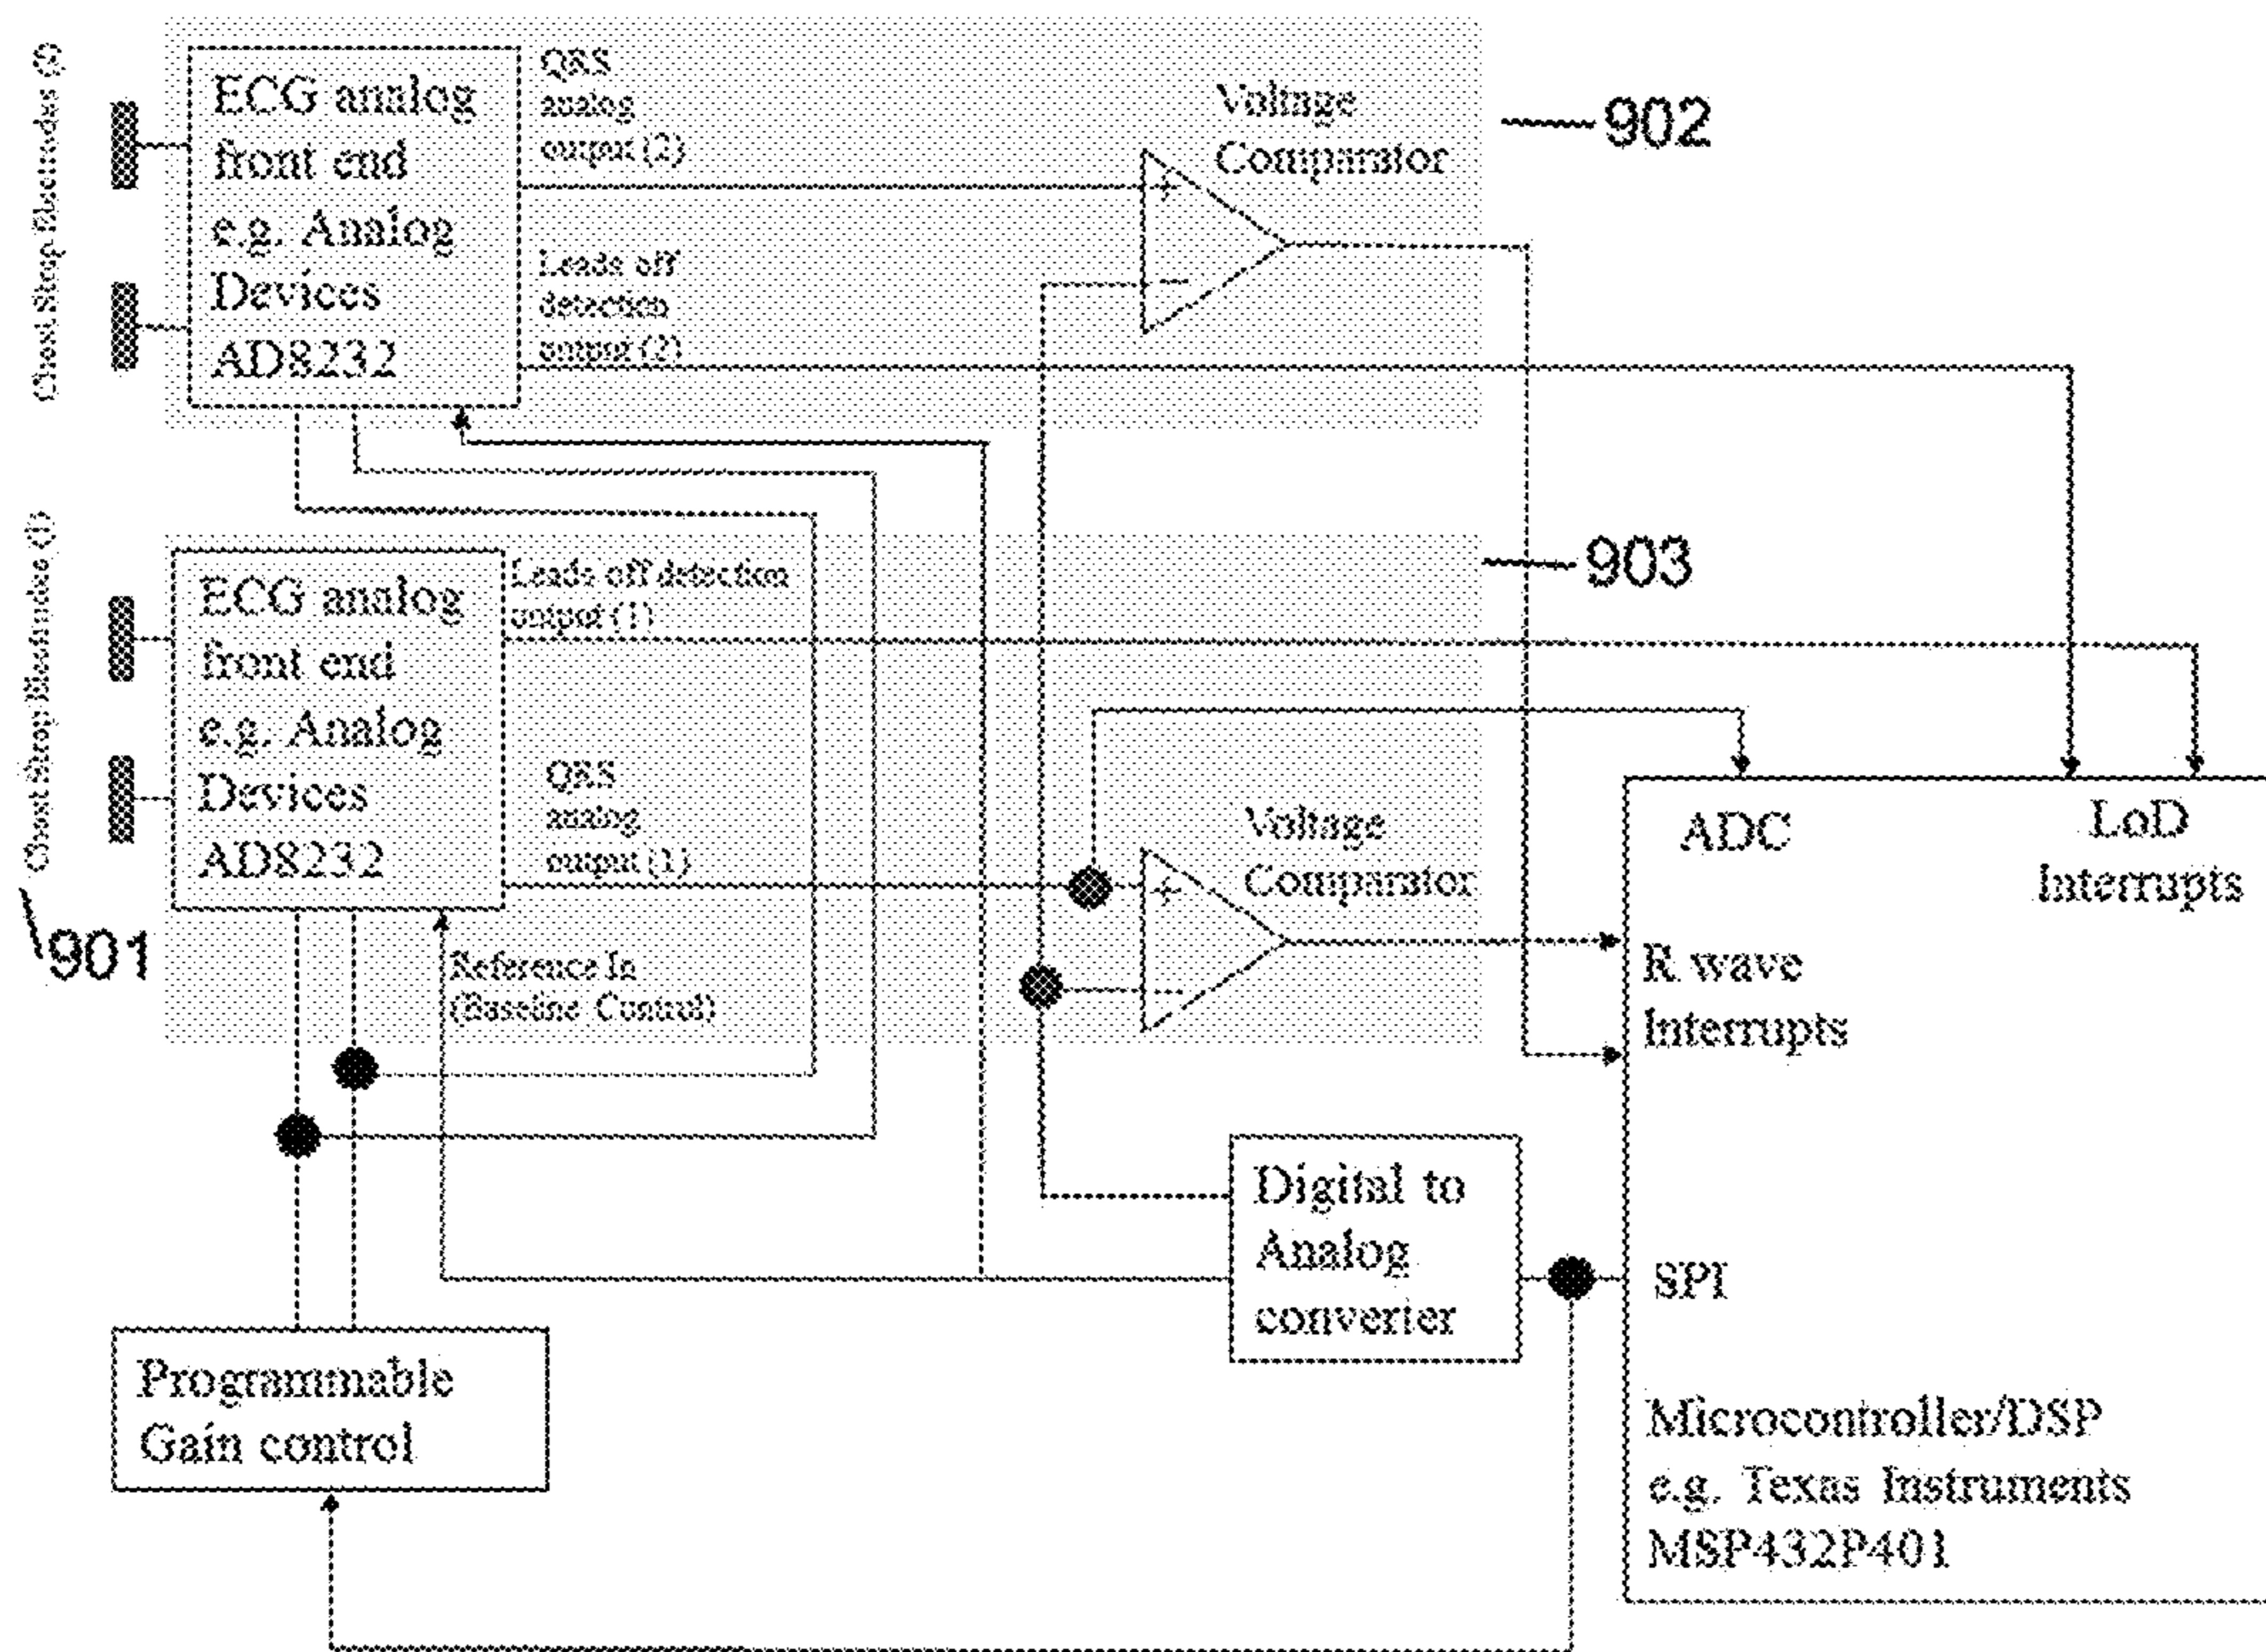 Chest Strap Electrodes (2)
ECG analog
front end
e.g. Analog
Devices
AD8232
QRS
analog
output (2)
Leads off
detection
output (2)
Voltage
Comparator
+
−
902
Chest Strap Electrodes (1)
901
ECG analog
front end
e.g. Analog
Devices
AD8232
Leads off detection
output (1)
QRS
analog
output (1)
Reference In
(Baseline Control)
Voltage
Comparator
+
−
903
ADC
LoD
Interrupts
R wave
Interrupts
SPI
Microcontroller/DSP
e.g. Texas Instruments
MSP432P401
Digital to
Analog
converter
Programmable
Gain control